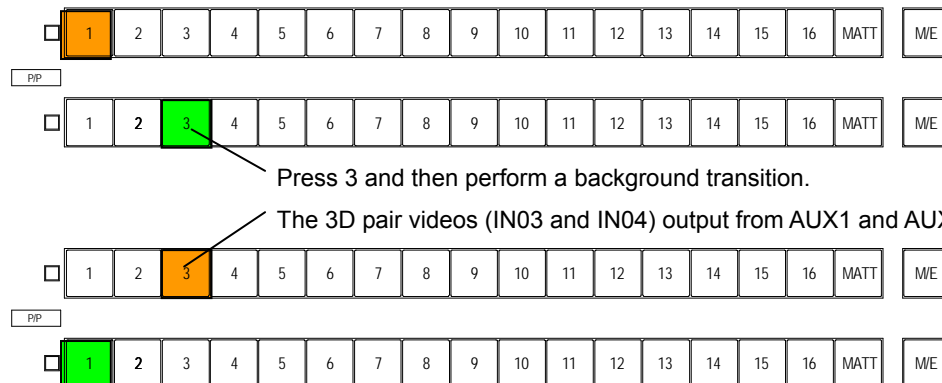 1 2 3 4 5 6 7 8 9 10 11 12 13 14 15 16 MATT M/E
P/P
1 2 3 4 5 6 7 8 9 10 11 12 13 14 15 16 MATT M/E
Press 3 and then perform a background transition.
The 3D pair videos (IN03 and IN04) output from AUX1 and AUX
1 2 3 4 5 6 7 8 9 10 11 12 13 14 15 16 MATT M/E
P/P
1 2 3 4 5 6 7 8 9 10 11 12 13 14 15 16 MATT M/E